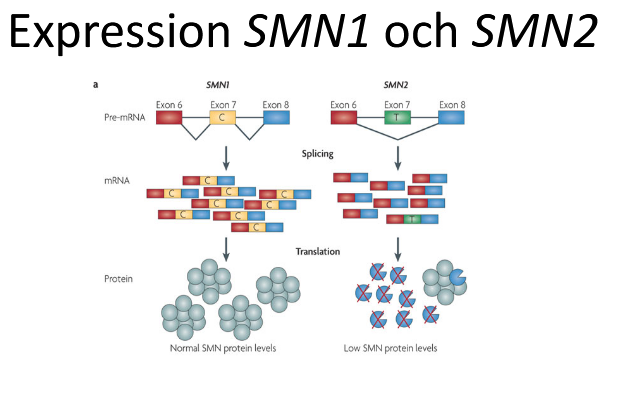 Expression SMN1 och SMN2
a
SMN1 SMN2
Exon 6 Exon 7 Exon 8 Exon 6 Exon 7 Exon 8
Pre-mRNA C T
Splicing
mRNA
C
C C C
C C
C C T
C
Translation
Protein
Normal SMN protein levels Low SMN protein levels